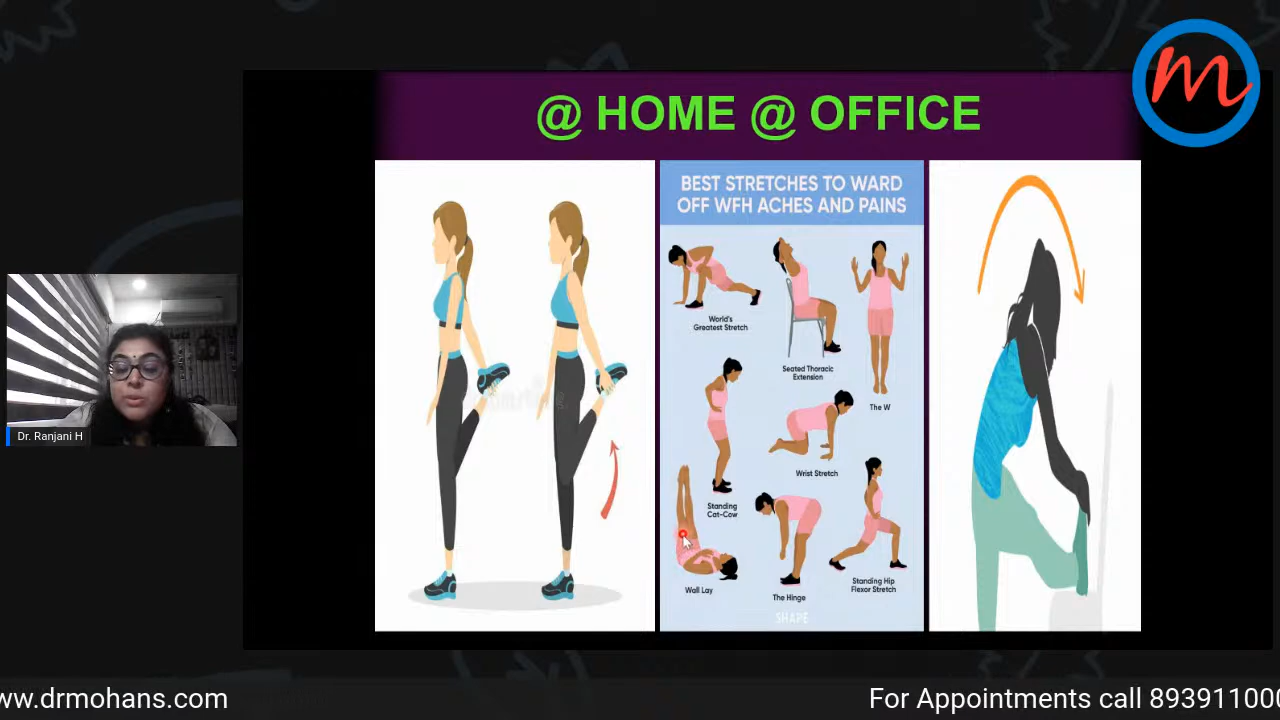 @ HOME @ OFFICE
BEST STRETCHES TO WARD
OFF WFH ACHES AND PAINS
World's
Greatest Stretch
Seated Thoracic
Extension
The W
Wrist Stretch
Standing
Cat-Cow
Wall Lay
The Hinge
Standing Hip
Flexor Stretch
SHAPE
m
Dr. Ranjani H
ww.drmohans.com
For Appointments call 8939110000